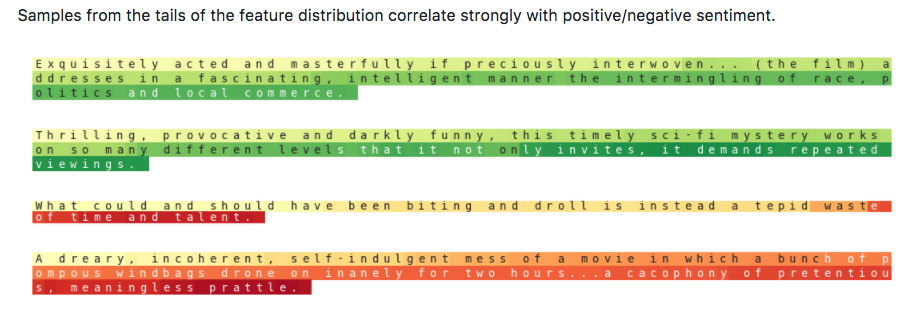 Samples from the tails of the feature distribution correlate strongly with positive/negative sentiment.
Exquisitely acted and masterfully if preciously interwoven... (the film) a
ddresses in a fascinating, intelligent manner the intermingling of race, p
olitics and local commerce.
Thrilling, provocative and darkly funny, this timely sci-fi mystery works
on so many different levels that it not only invites, it demands repeated
viewings.
What could and should have been biting and droll is instead a tepid waste
of time and talent.
A dreary, incoherent, self-indulgent mess of a movie in which a bunch of p
ompous windbags drone on inanely for two hours...a cacophony of pretentiou
s, meaningless prattle.